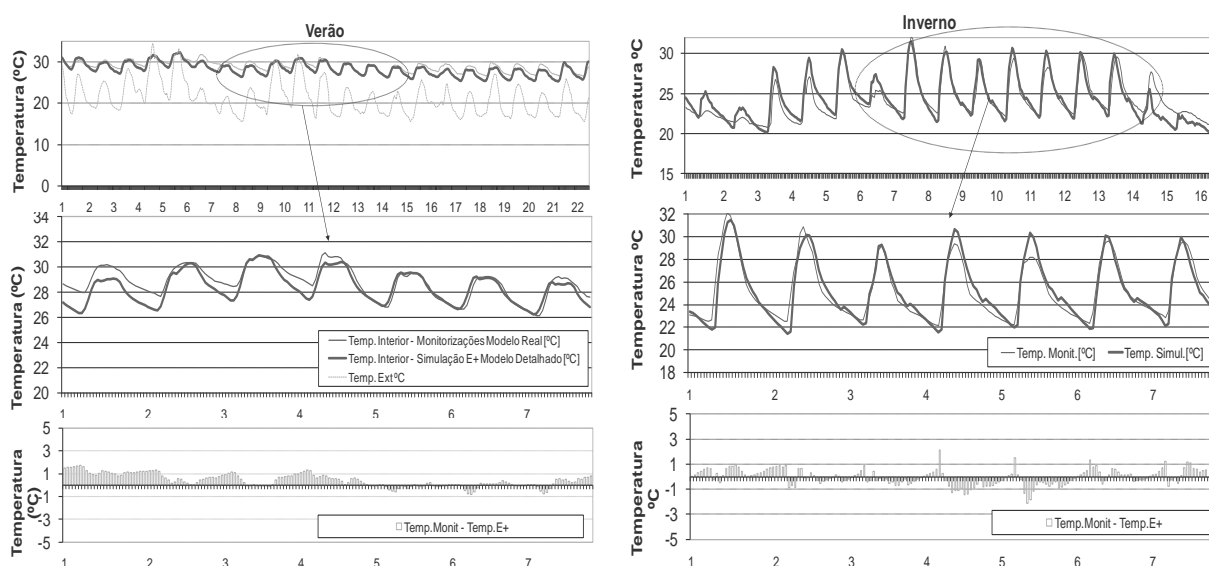 Verão
Temperatura (ºC)
40
30
20
10
0
1 2 3 4 5 6 7 8 9 10 11 12 13 14 15 16 17 18 19 20 21 22
Temperatura (ºC)
34
32
30
28
26
24
22
20
Temp. Interior - Monitorizações Modelo Real [ºC]
Temp. Interior - Simulação E+ Modelo Detalhado [ºC]
Temp. Ext ºC
1 2 3 4 5 6 7
Temperatura (ºC)
5
3
1
-1
-3
-5
Temp.Monit - Temp.E+
1 2 3 4 5 6 7
Inverno
Temperatura ºC
30
25
20
15
1 2 3 4 5 6 7 8 9 10 11 12 13 14 15 16
Temperatura ºC
32
30
28
26
24
22
20
18
Temp. Monit.[ºC]
Temp. Simul.[ºC]
1 2 3 4 5 6 7
Temperatura ºC
5
3
1
-1
-3
-5
Temp.Monit - Temp.E+
1 2 3 4 5 6 7